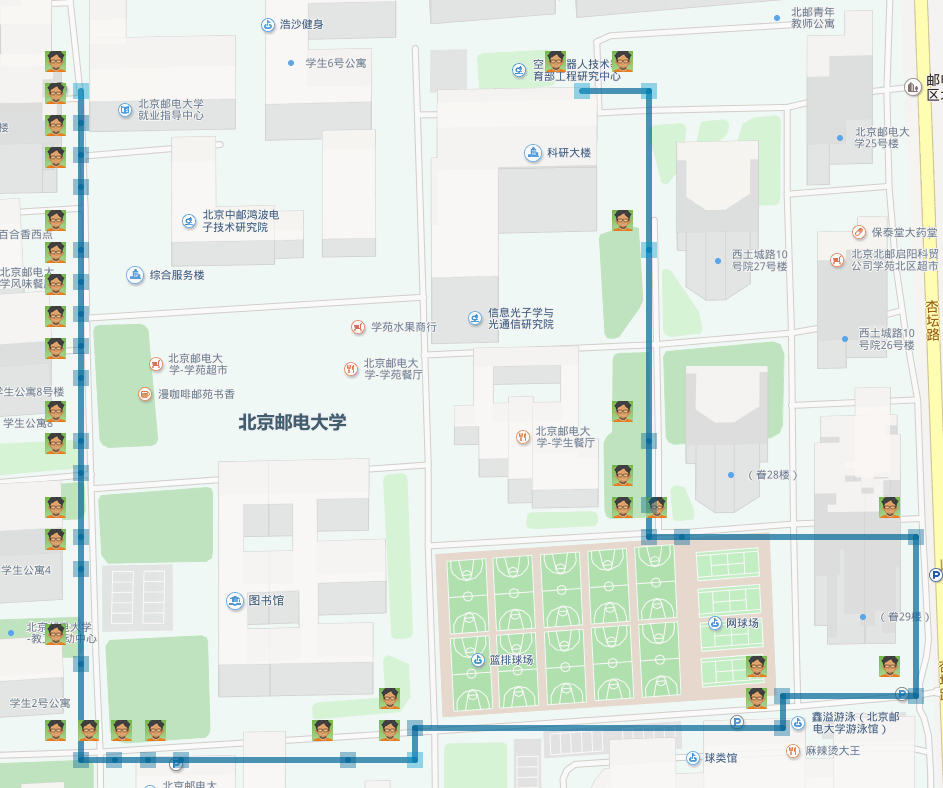 北邮青年
教师公寓
浩沙健身
学生6号公寓
空
器人技术
育部工程研究中心
邮
区
北京邮电大学
就业指导中心
楼
北京邮电大
学25号楼
科研大楼
北京中邮鸿波电
子技术研究院
百合香西点
保泰堂大药堂
西土城路10
号院27号楼
北京北邮启阳科贸
公司学苑北区超市
北京邮电大
学风味餐
综合服务楼
杏坛路
信息光子学与
光通信研究院
学苑水果商行
西土城路10
号院26号楼
北京邮电大
学-学苑超市
北京邮电大
学-学苑餐厅
学生公寓8号楼
漫咖啡邮苑书香
学生公寓8
北京邮电大学
北京邮电大
学-学生餐厅
（眷28楼）
学生公寓4
P
图书馆
（眷29楼）
网球场
北京
电大学
-教
动中心
篮排球场
学生2号公寓
P
P
鑫溢游泳（北京邮
电大学游泳馆）
麻辣烫大王
球类馆
P
北京邮电大